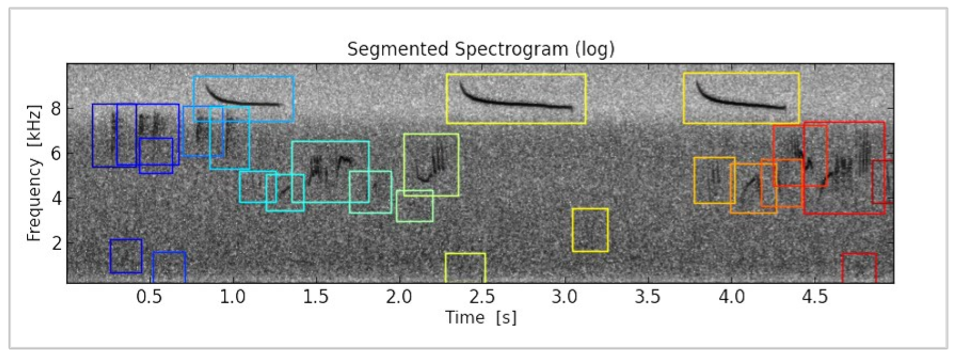 Segmented Spectrogram (log)
Frequency [kHz]
8
6
4
2
0.5 1.0 1.5 2.0 2.5 3.0 3.5 4.0 4.5
Time [s]